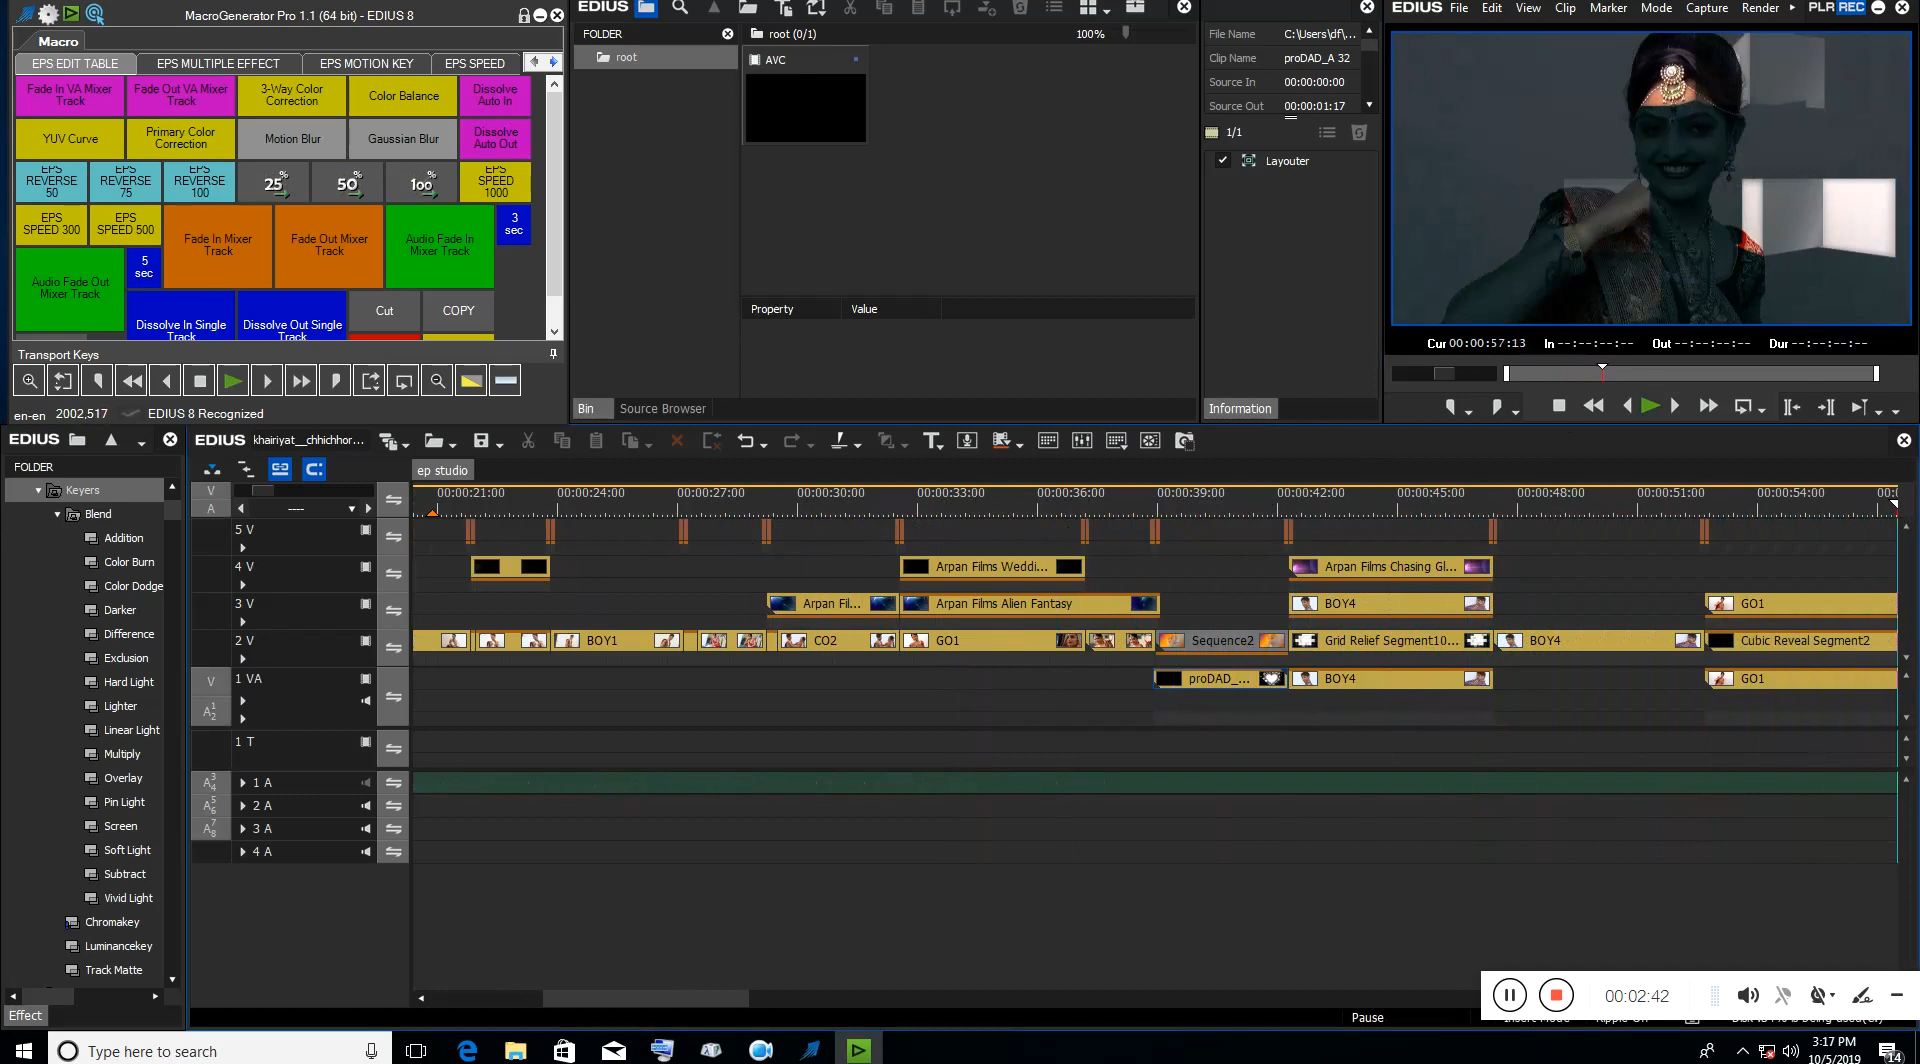 MacroGenerator Pro 1.1 (64 bit) - EDIUS 8
Macro
EPS EDIT TABLE
EPS MULTIPLE EFFECT
EPS MOTION KEY
EPS SPEED
Fade In VA Mixer
Track
Fade Out VA Mixer
Track
3-Way Color
Correction
Color Balance
Dissolve
Auto In
YUV Curve
Primary Color
Correction
Motion Blur
Gaussian Blur
Dissolve
Auto Out
EPS
REVERSE
50
EPS
REVERSE
75
EPS
REVERSE
100
25%
50%
100%
EPS
SPEED
1000
EPS
SPEED 300
EPS
SPEED 500
Fade In Mixer
Track
Fade Out Mixer
Track
Audio Fade In
Mixer Track
3
sec
Audio Fade Out
Mixer Track
5
sec
Dissolve In Single
Track
Dissolve Out Single
Track
Cut
COPY
Transport Keys
en-en 2002,517 EDIUS 8 Recognized
EDIUS
FOLDER
root
root (0/1)
100%
AVC
Property
Value
Bin
Source Browser
File Name C:\Users\df\...
Clip Name proDAD_A 32
Source In 00:00:00:00
Source Out 00:00:01:17
1/1
Layouter
Information
EDIUS File Edit View Clip Marker Mode Capture Render PLR REC
Cur 00:00:57:13 In --:--:--:-- Out --:--:--:-- Dur --:--:--:--
EDIUS
FOLDER
Keyers
Blend
Addition
Color Burn
Color Dodge
Darker
Difference
Exclusion
Hard Light
Lighter
Linear Light
Multiply
Overlay
Pin Light
Screen
Soft Light
Subtract
Vivid Light
Chromakey
Luminancekey
Track Matte
Effect
EDIUS khairiyat__chhichhor...
ep studio
V
A
----
00:00:21:00 00:00:24:00 00:00:27:00 00:00:30:00 00:00:33:00 00:00:36:00 00:00:39:00 00:00:42:00 00:00:45:00 00:00:48:00 00:00:51:00 00:00:54:00
5 V
4 V
Arpan Films Weddi...
Arpan Films Chasing Gl...
3 V
Arpan Fil...
Arpan Films Alien Fantasy
BOY4
GO1
2 V
BOY1
CO2
GO1
Sequence2
Grid Relief Segment10...
BOY4
Cubic Reveal Segment2
V
1 VA
A 1 2
proDAD_...
BOY4
GO1
1 T
A 3 4
1 A
A 5 6
2 A
A 7 8
3 A
4 A
00:02:42
Pause
Type here to search
3:17 PM
10/5/2019
14